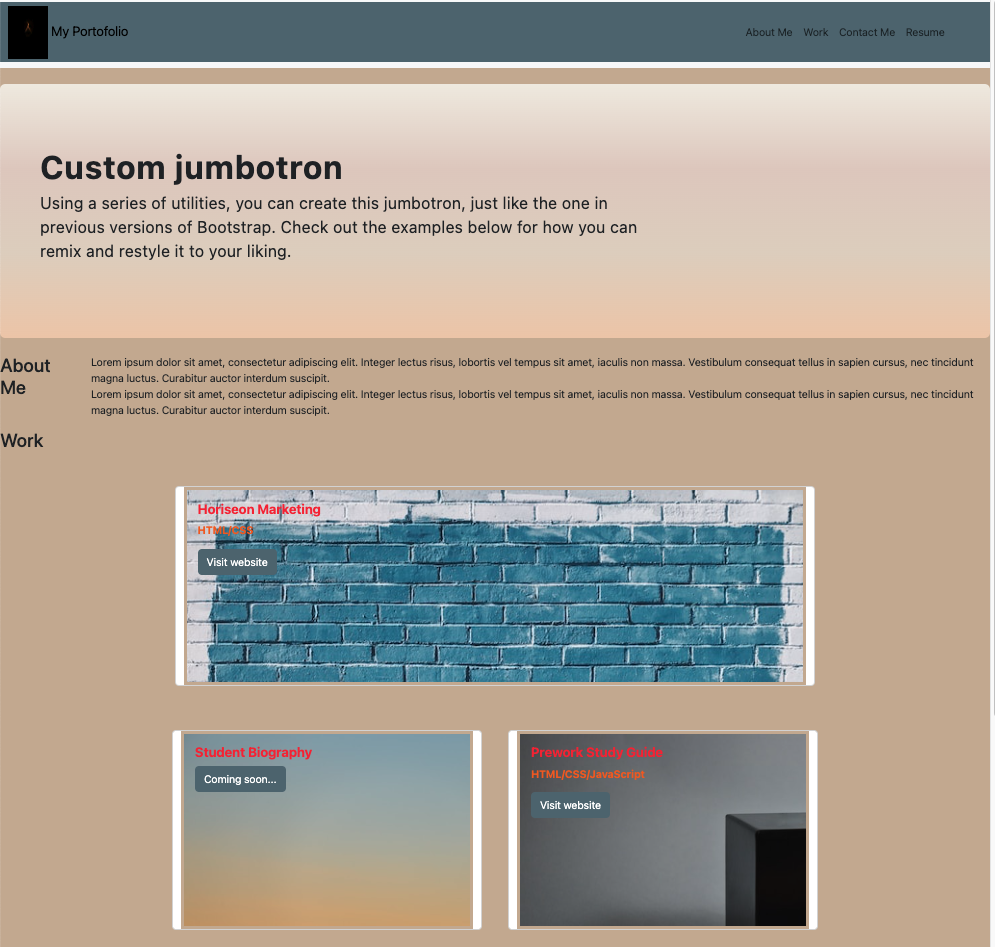 My Portofolio
About Me Work Contact Me Resume
Custom jumbotron
Using a series of utilities, you can create this jumbotron, just like the one in
previous versions of Bootstrap. Check out the examples below for how you can
remix and restyle it to your liking.
About
Me
Lorem ipsum dolor sit amet, consectetur adipiscing elit. Integer lectus risus, lobortis vel tempus sit amet, iaculis non massa. Vestibulum consequat tellus in sapien cursus, nec tincidunt
magna luctus. Curabitur auctor interdum suscipit.
Lorem ipsum dolor sit amet, consectetur adipiscing elit. Integer lectus risus, lobortis vel tempus sit amet, iaculis non massa. Vestibulum consequat tellus in sapien cursus, nec tincidunt
magna luctus. Curabitur auctor interdum suscipit.
Work
Horiseon Marketing
HTML/CSS
Visit website
Student Biography
Coming soon...
Prework Study Guide
HTML/CSS/JavaScript
Visit website